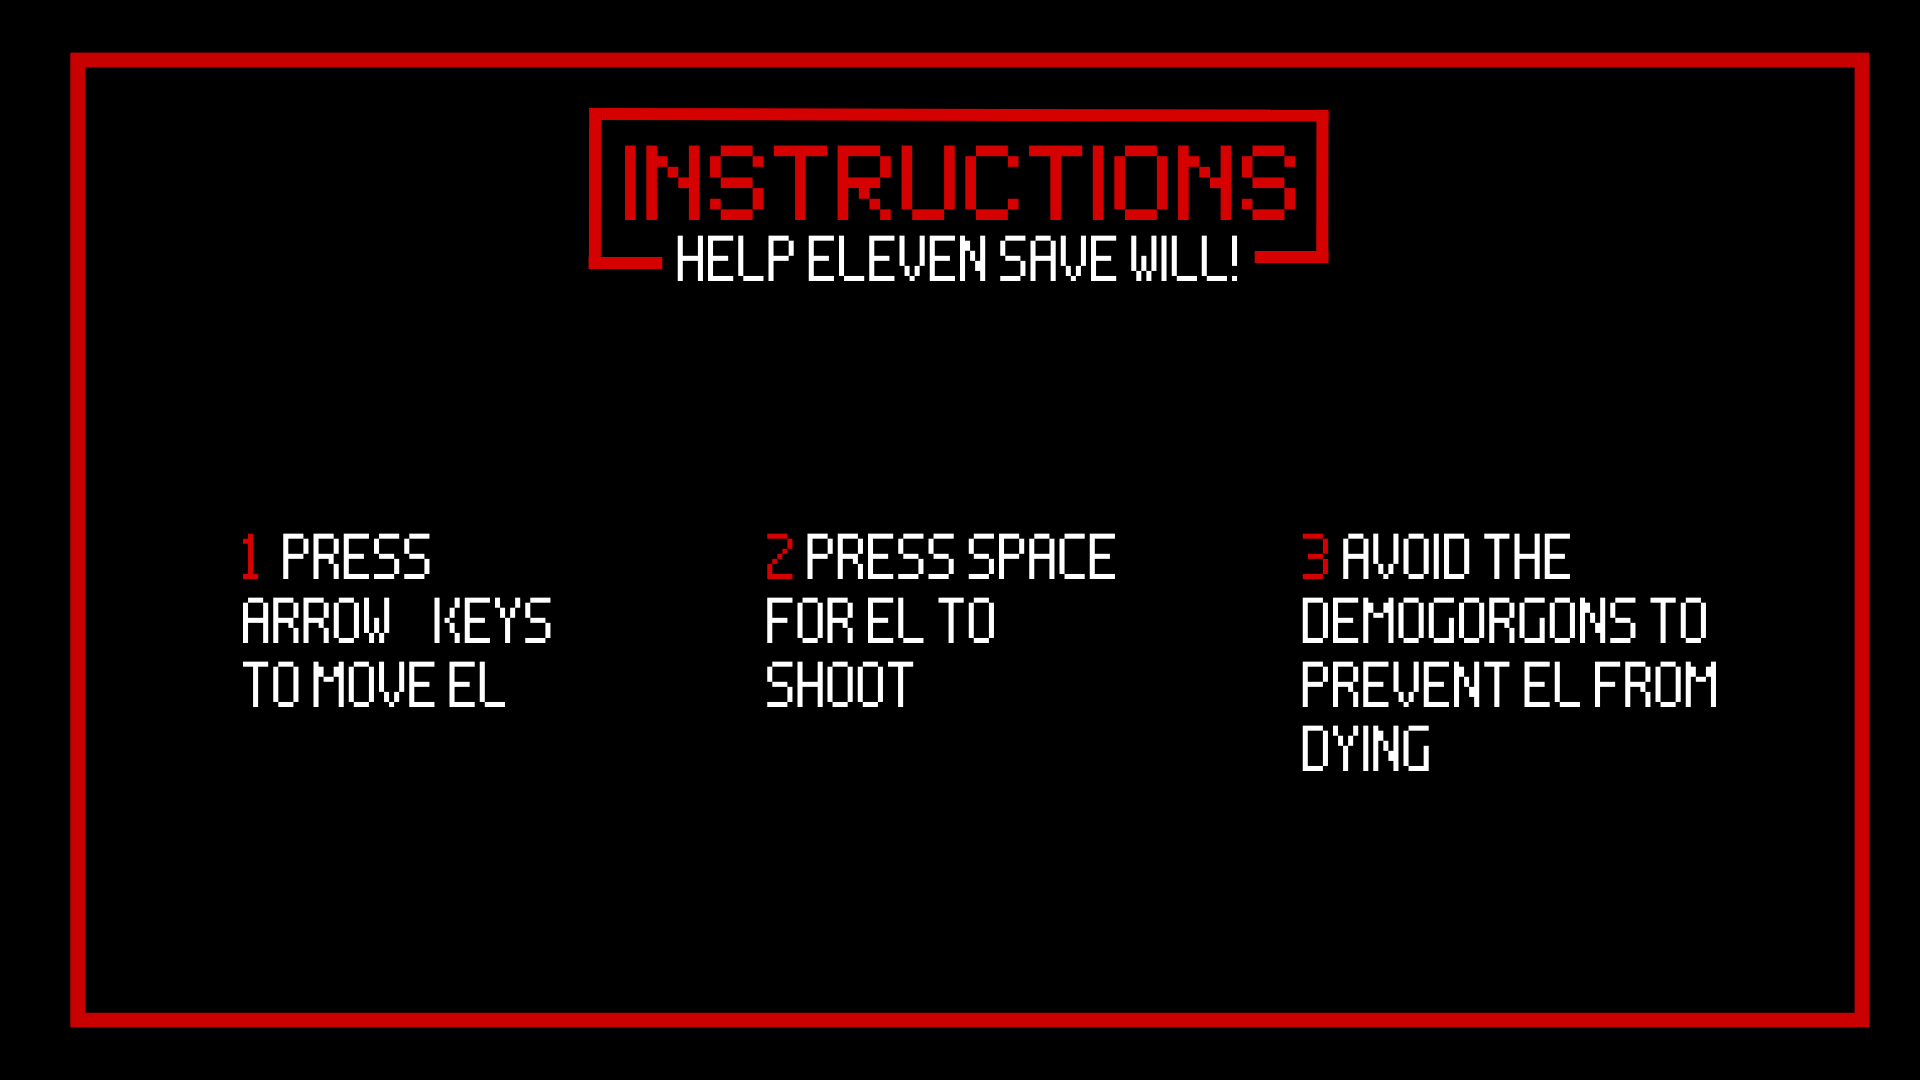 INSTRUCTIONS
HELP ELEVEN SAVE WILL!
1 PRESS
ARROW KEYS
TO MOVE EL
2 PRESS SPACE
FOR EL TO
SHOOT
3 AVOID THE
DEMOGORGONS TO
PREVENT EL FROM
DYING